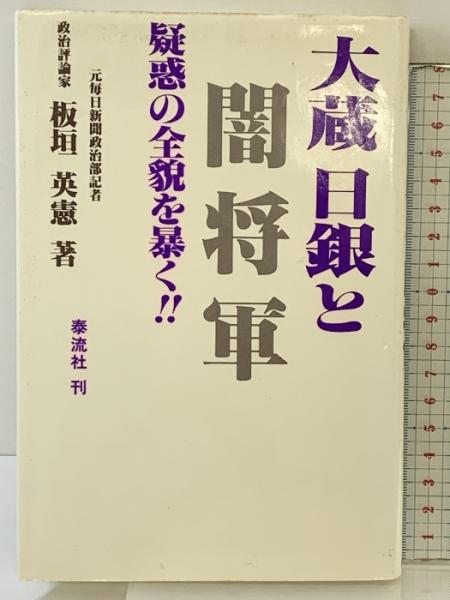 大蔵 日銀と
闇将軍
疑惑の全貌を暴く!!
元毎日新聞政治部記者
政治評論家 板垣 英憲 著
泰流社 刊